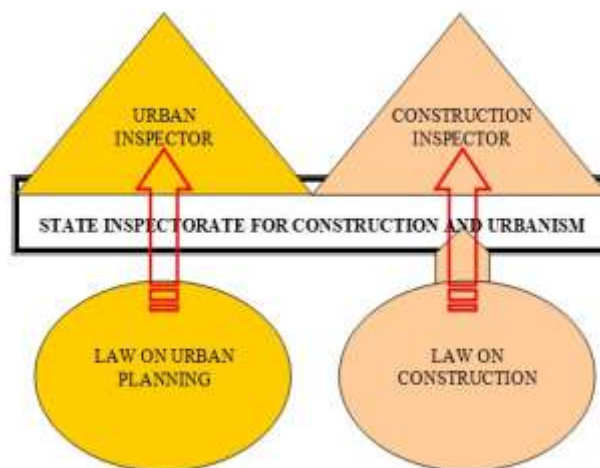 URBAN
INSPECTOR
CONSTRUCTION
INSPECTOR
STATE INSPECTORATE FOR CONSTRUCTION AND URBANISM
LAW ON URBAN
PLANNING
LAW ON
CONSTRUCTION